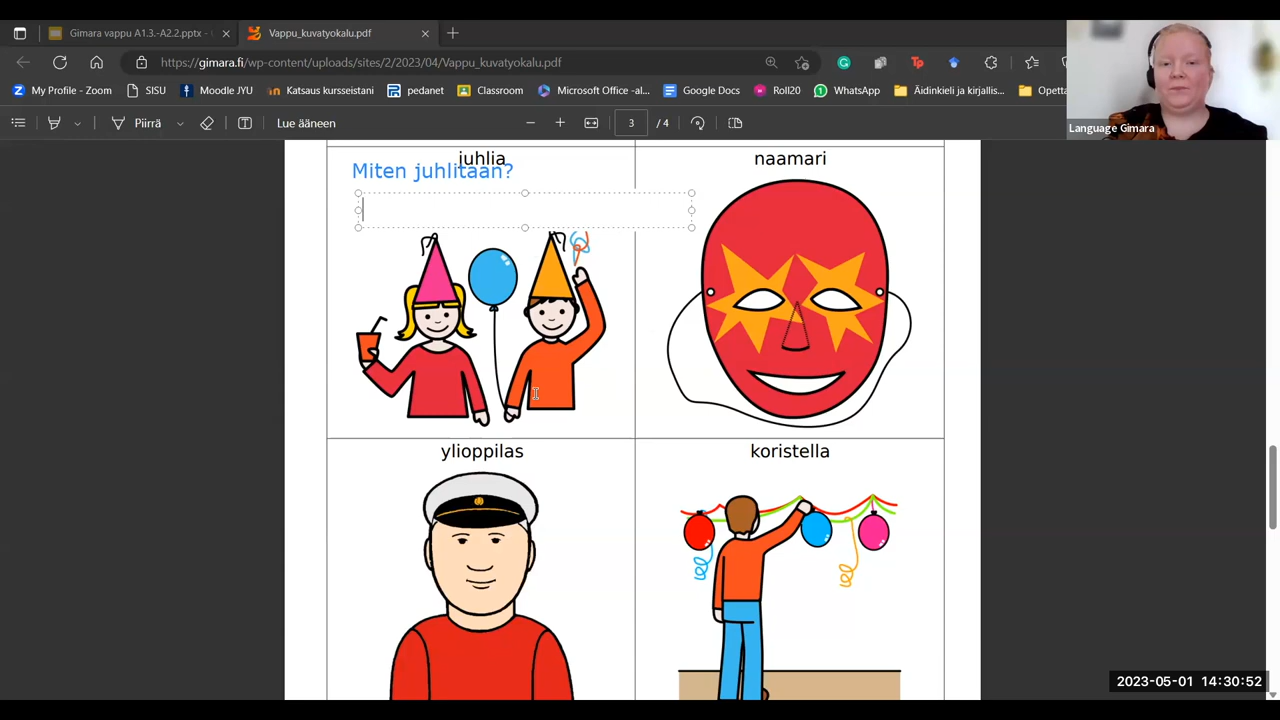 Gimara vappu A1.3.-A2.2.pptx -
Vappu_kuvatyokalu.pdf
https://gimara.fi/wp-content/uploads/sites/2/2023/04/Vappu_kuvatyokalu.pdf
My Profile - Zoom
SISU
Moodle JYU
Katsaus kursseistani
pedanet
Classroom
Microsoft Office -al...
Google Docs
Roll20
WhatsApp
Äidinkieli ja kirjallis...
Opetta
Piirrä
Lue ääneen
3 / 4
Language Gimara
juhlia
naamari
Miten juhlitaan?
ylioppilas
koristella
2023-05-01 14:30:52